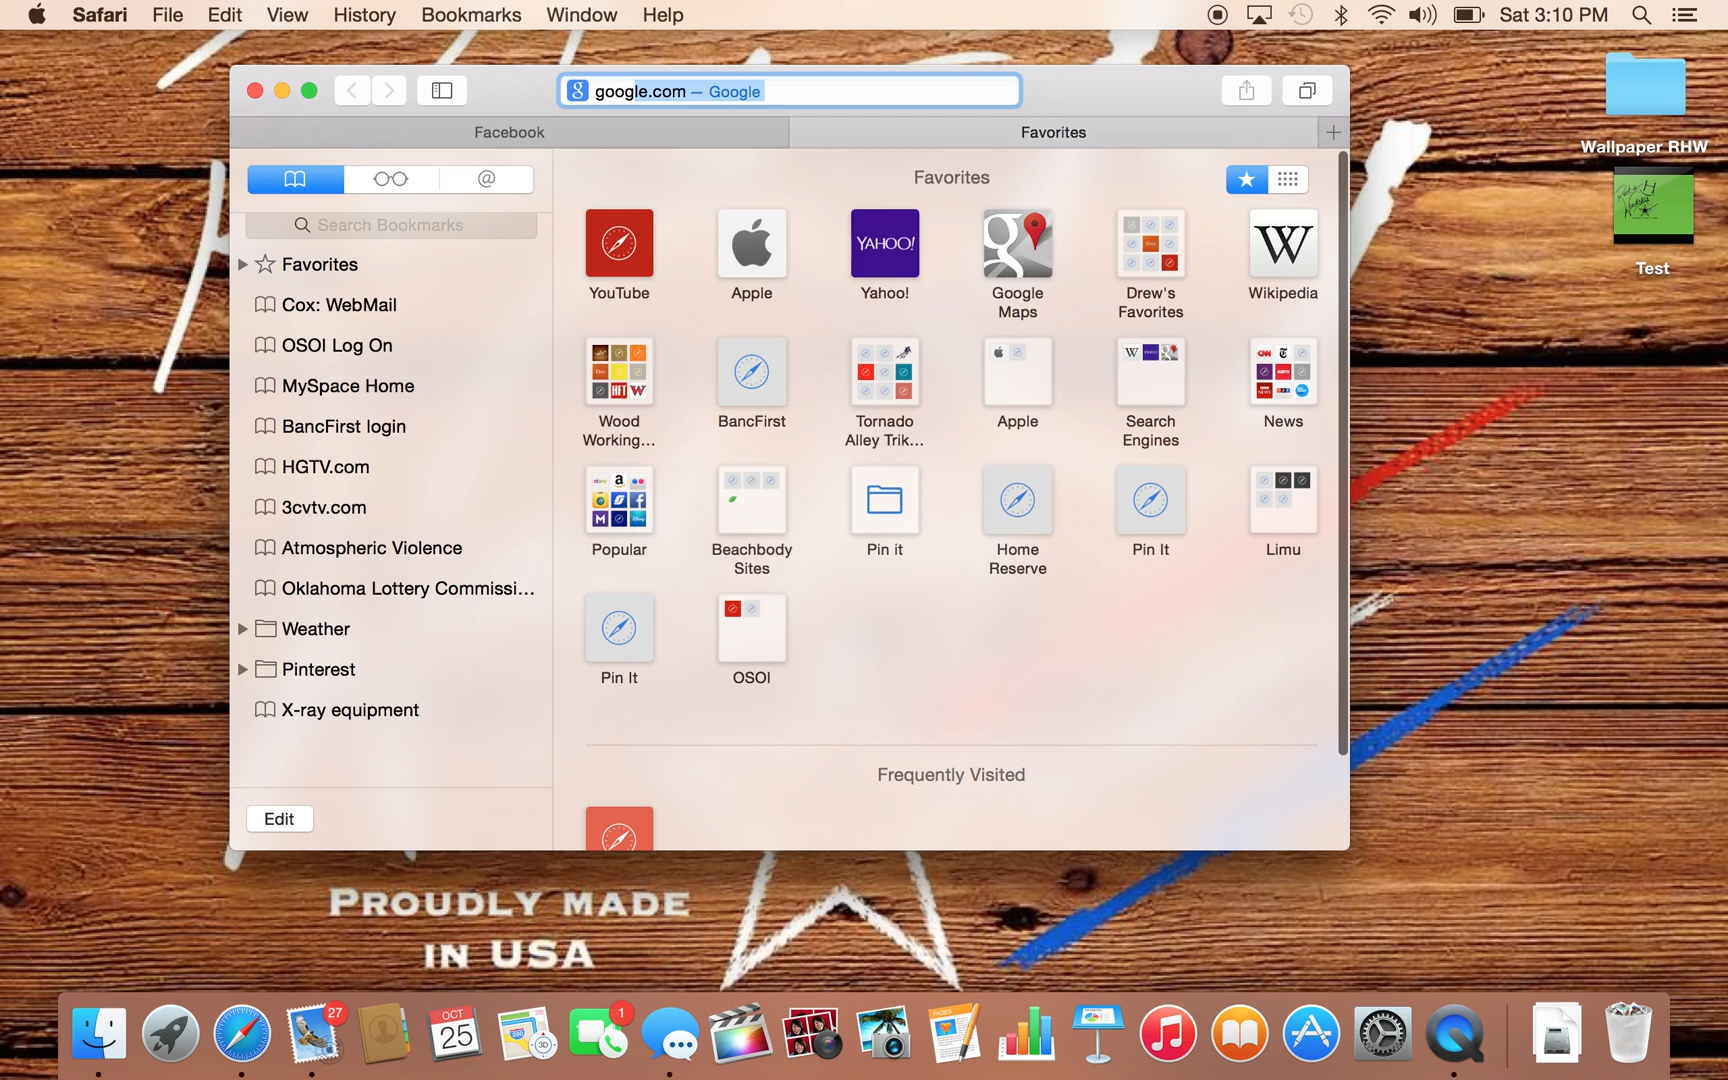 Safari File Edit View History Bookmarks Window Help
Sat 3:10 PM
google.com — Google
Facebook
Favorites
Search Bookmarks
Favorites
Cox: WebMail
OSOI Log On
MySpace Home
BancFirst login
HGTV.com
3cvtv.com
Atmospheric Violence
Oklahoma Lottery Commissi...
Weather
Pinterest
X-ray equipment
Edit
Favorites
YAHOO!
W
YouTube
Apple
Yahoo!
Google
Maps
Drew's
Favorites
Wikipedia
Wood
Working...
BancFirst
Tornado
Alley Trik...
Apple
Search
Engines
News
Popular
Beachbody
Sites
Pin it
Home
Reserve
Pin It
Limu
Pin It
OSOI
Frequently Visited
Wallpaper RHW
Test
PROUDLY MADE
IN USA
27
OCT
25
3D
1
PAGES